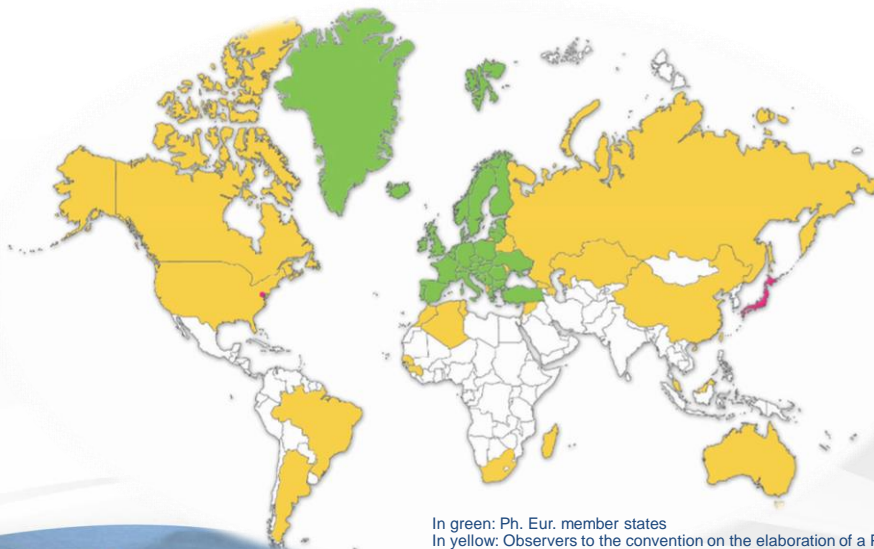 In green: Ph. Eur. member states
In yellow: Observers to the convention on the elaboration of a